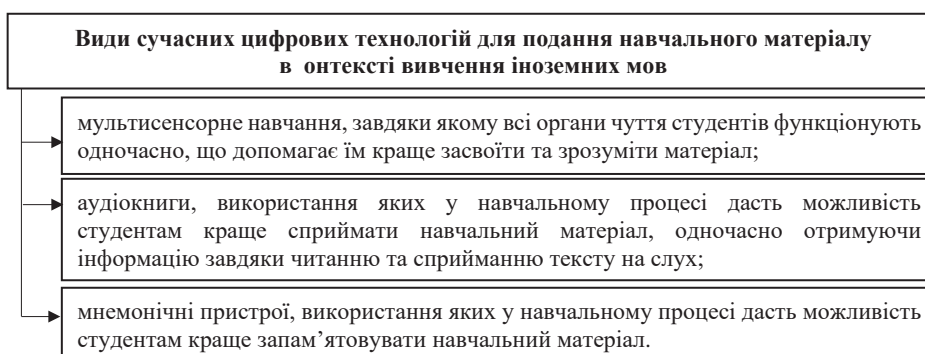 Види сучасних цифрових технологій для подання навчального матеріалу
в онтексті вивчення іноземних мов
мультисенсорне навчання, завдяки якому всі органи чуття студентів функціонують
одночасно, що допомагає їм краще засвоїти та зрозуміти матеріал;
аудіокниги, використання яких у навчальному процесі дасть можливість
студентам краще сприймати навчальний матеріал, одночасно отримуючи
інформацію завдяки читанню та сприйманню тексту на слух;
мнемонічні пристрої, використання яких у навчальному процесі дасть можливість
студентам краще запам’ятовувати навчальний матеріал.